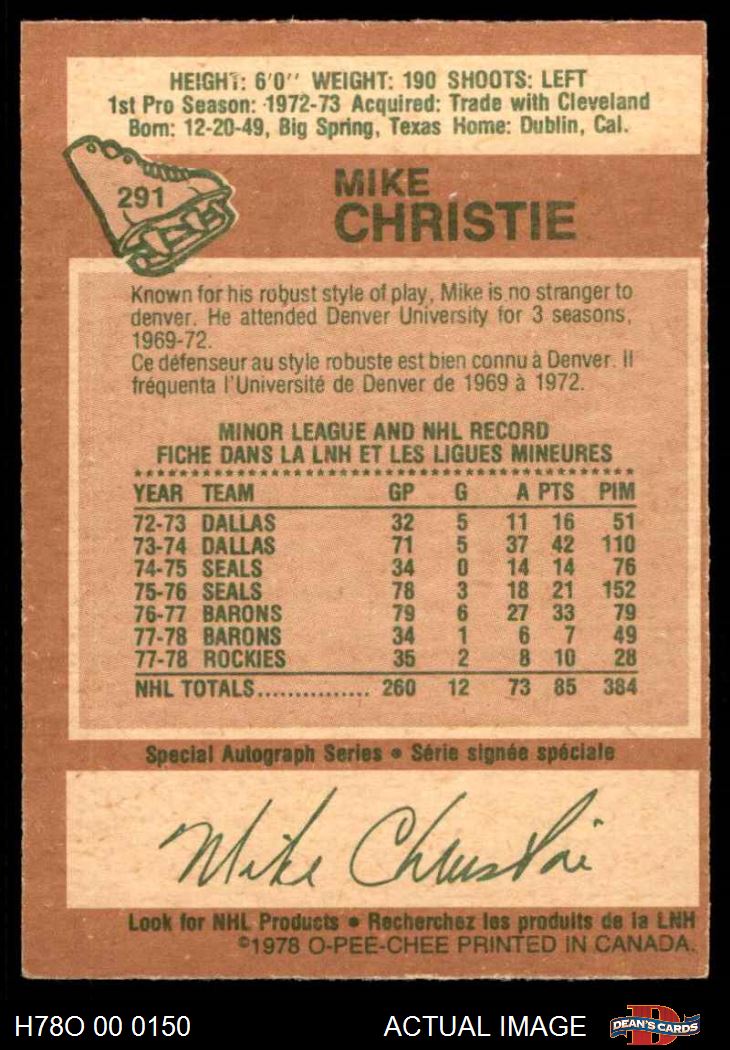 HEIGHT: 6'0'' WEIGHT: 190 SHOOTS: LEFT
1st Pro Season: 1972-73 Acquired: Trade with Cleveland
Born: 12-20-49, Big Spring, Texas Home: Dublin, Cal.
291
MIKE
CHRISTIE
Known for his robust style of play, Mike is no stranger to
denver. He attended Denver University for 3 seasons,
1969-72.
Ce défenseur au style robuste est bien connu à Denver. Il
fréquenta l'Université de Denver de 1969 à 1972.
MINOR LEAGUE AND NHL RECORD
FICHE DANS LA LNH ET LES LIGUES MINEURES
YEAR TEAM GP G A PTS PIM
72-73 DALLAS 32 5 11 16 51
73-74 DALLAS 71 5 37 42 110
74-75 SEALS 34 0 14 14 76
75-76 SEALS 78 3 18 21 152
76-77 BARONS 79 6 27 33 79
77-78 BARONS 34 1 6 7 49
77-78 ROCKIES 35 2 8 10 28
NHL TOTALS............... 260 12 73 85 384
Special Autograph Series • Série signée spéciale
Mike Christie
Look for NHL Products • Recherchez les produits de la LNH
©1978 O-PEE-CHEE PRINTED IN CANADA.
H78O 00 0150 ACTUAL IMAGE D DEAN'S CARDS